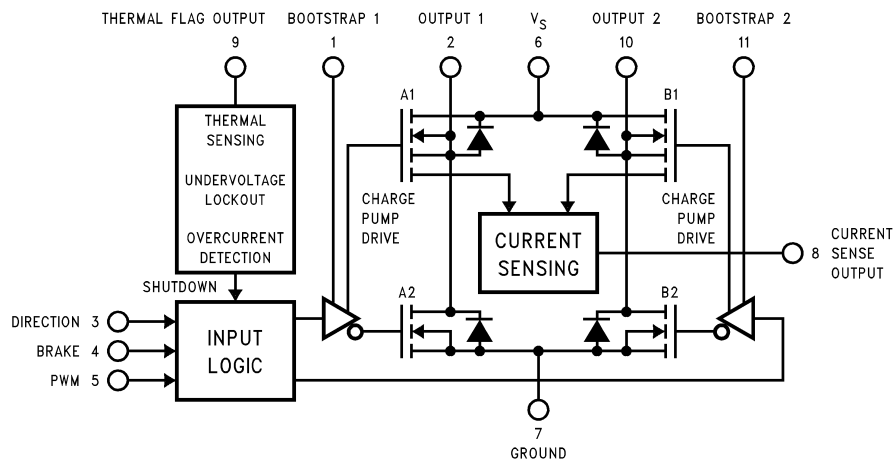 THERMAL FLAG OUTPUT
9
BOOTSTRAP 1
1
OUTPUT 1
2
VS
6
OUTPUT 2
10
BOOTSTRAP 2
11
A1
B1
THERMAL
SENSING
UNDERVOLTAGE
LOCKOUT
OVERCURRENT
DETECTION
CHARGE
PUMP
DRIVE
CURRENT
SENSING
CHARGE
PUMP
DRIVE
8
CURRENT
SENSE
OUTPUT
SHUTDOWN
A2
B2
DIRECTION 3
BRAKE 4
PWM 5
INPUT
LOGIC
7
GROUND